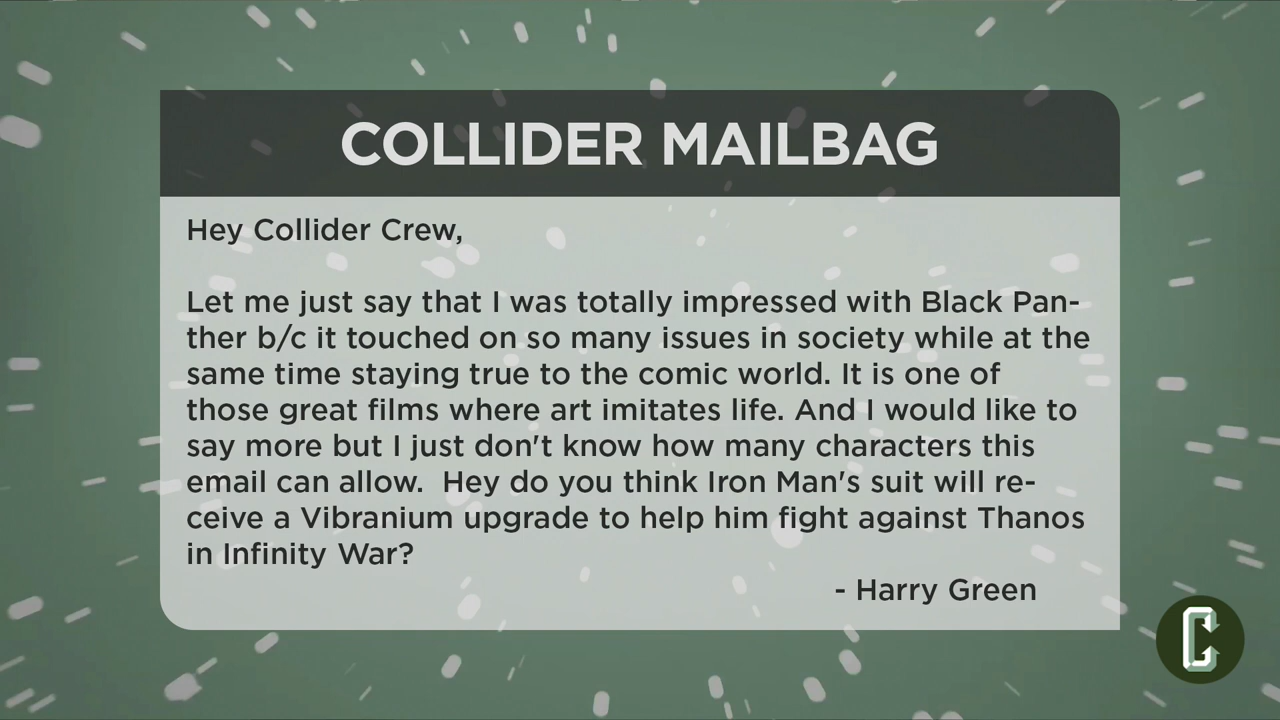 COLLIDER MAILBAG
Hey Collider Crew,
Let me just say that I was totally impressed with Black Pan-
ther b/c it touched on so many issues in society while at the
same time staying true to the comic world. It is one of
those great films where art imitates life. And I would like to
say more but I just don't know how many characters this
email can allow.  Hey do you think Iron Man's suit will re-
ceive a Vibranium upgrade to help him fight against Thanos
in Infinity War?
- Harry Green
C